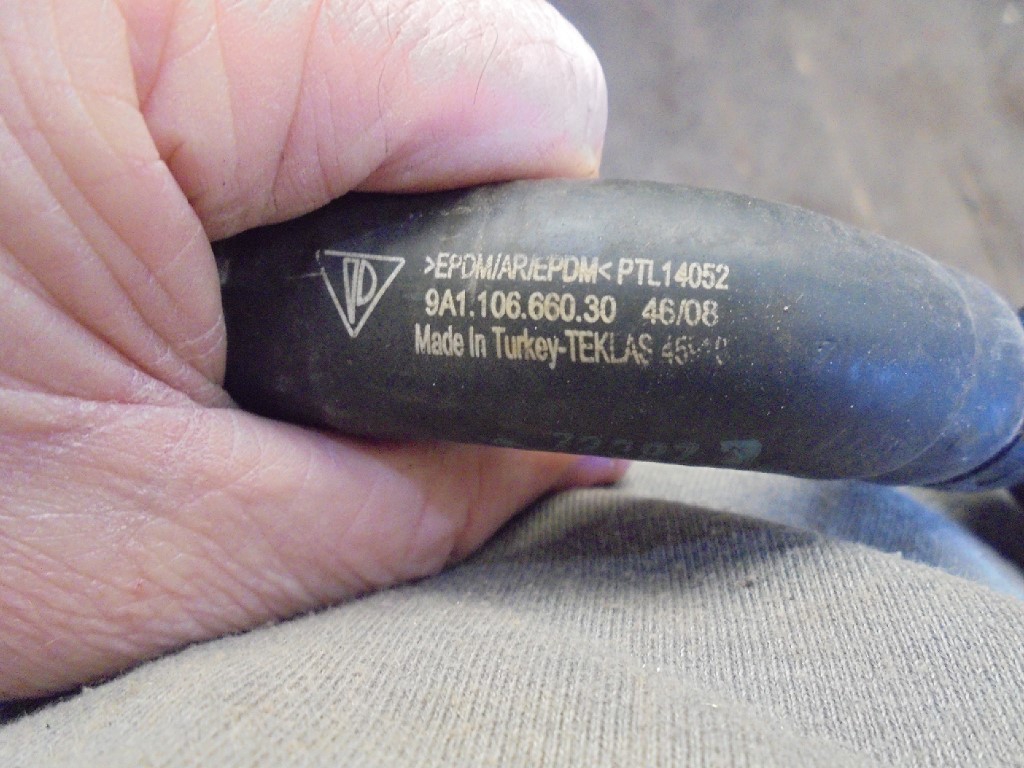 >EPDM/AR/EPDM< PTL14052
9A1.106.660.30 46/08
Made In Turkey-TEKLAS